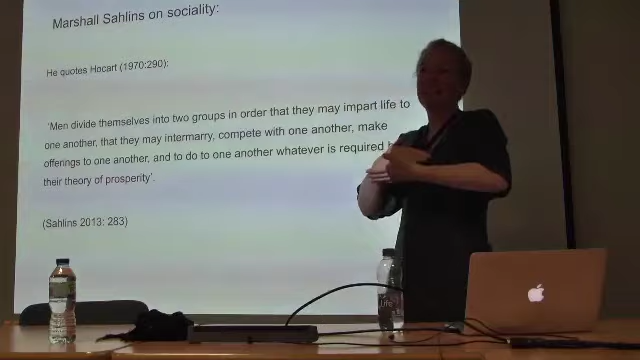 Marshall Sahlins on sociality:
He quotes Hocart (1970:290):
'Men divide themselves into two groups in order that they may impart life to
one another, that they may intermarry, compete with one another, make
offerings to one another, and to do to one another whatever is required
their theory of prosperity'.
(Sahlins 2013: 283)
Life